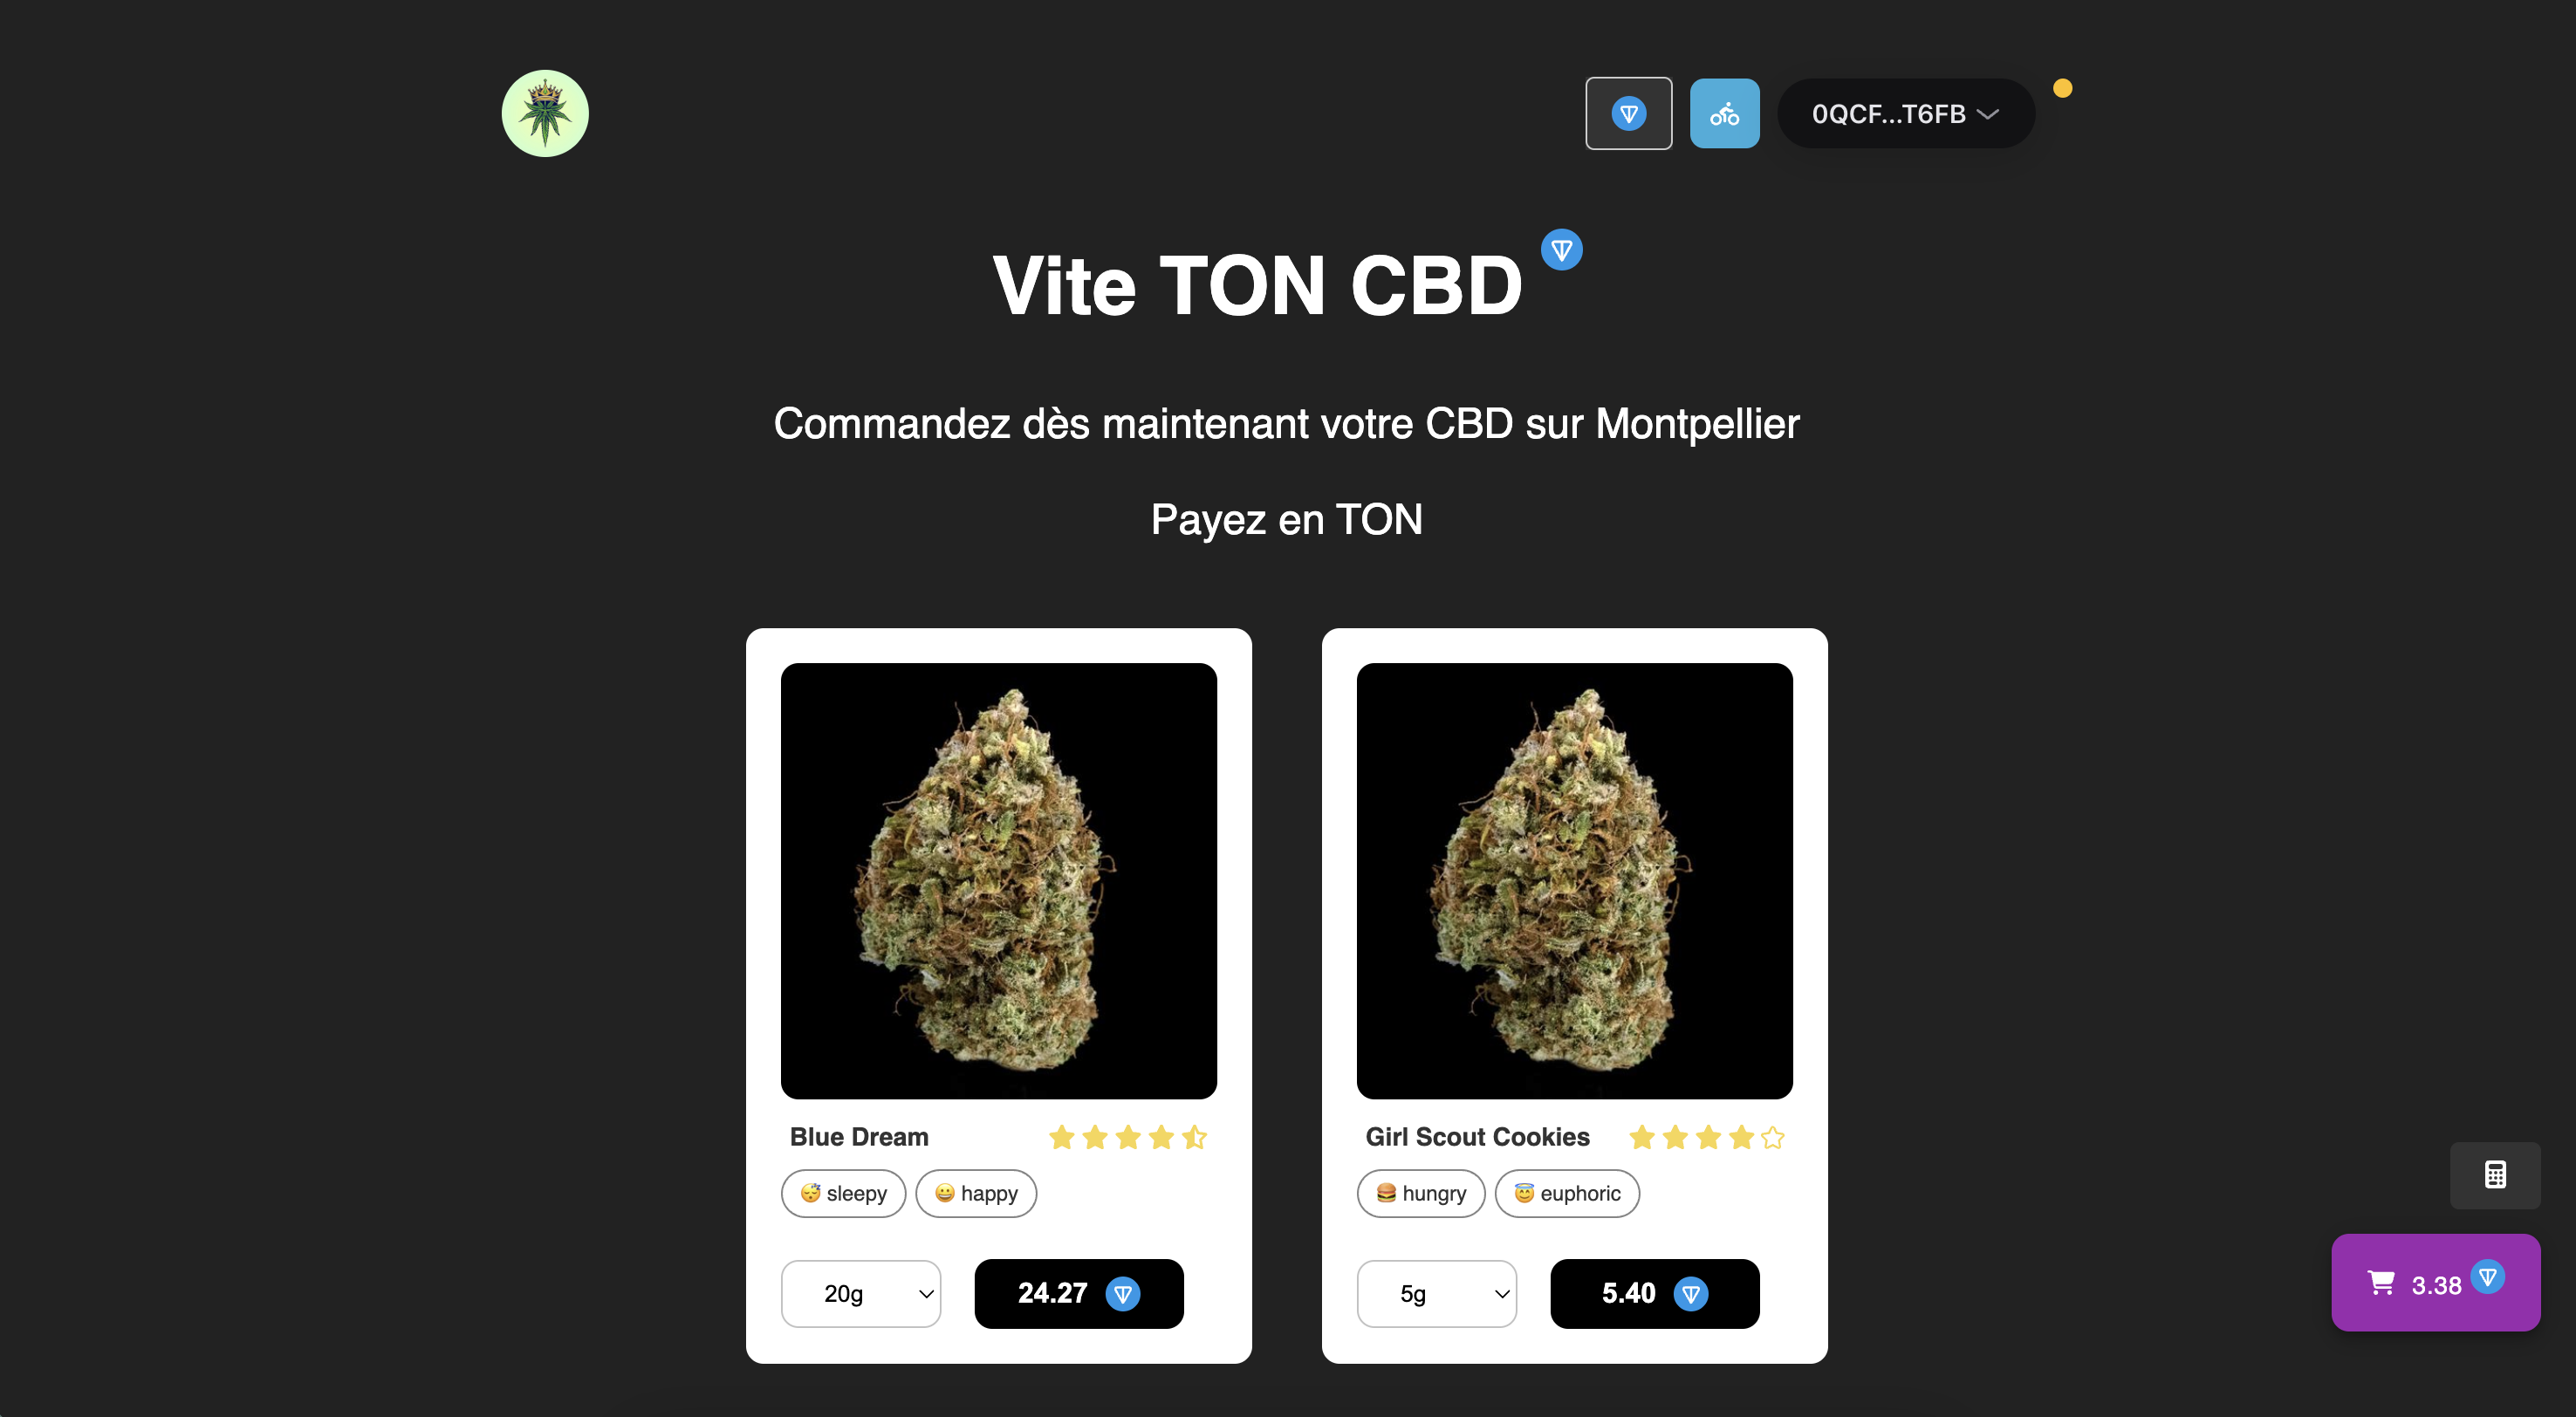 0QCF...T6FB
Vite TON CBD
Commandez dès maintenant votre CBD sur Montpellier
Payez en TON
Blue Dream
😴 sleepy 😀 happy
20g 24.27
Girl Scout Cookies
🍔 hungry 😇 euphoric
5g 5.40
3.38